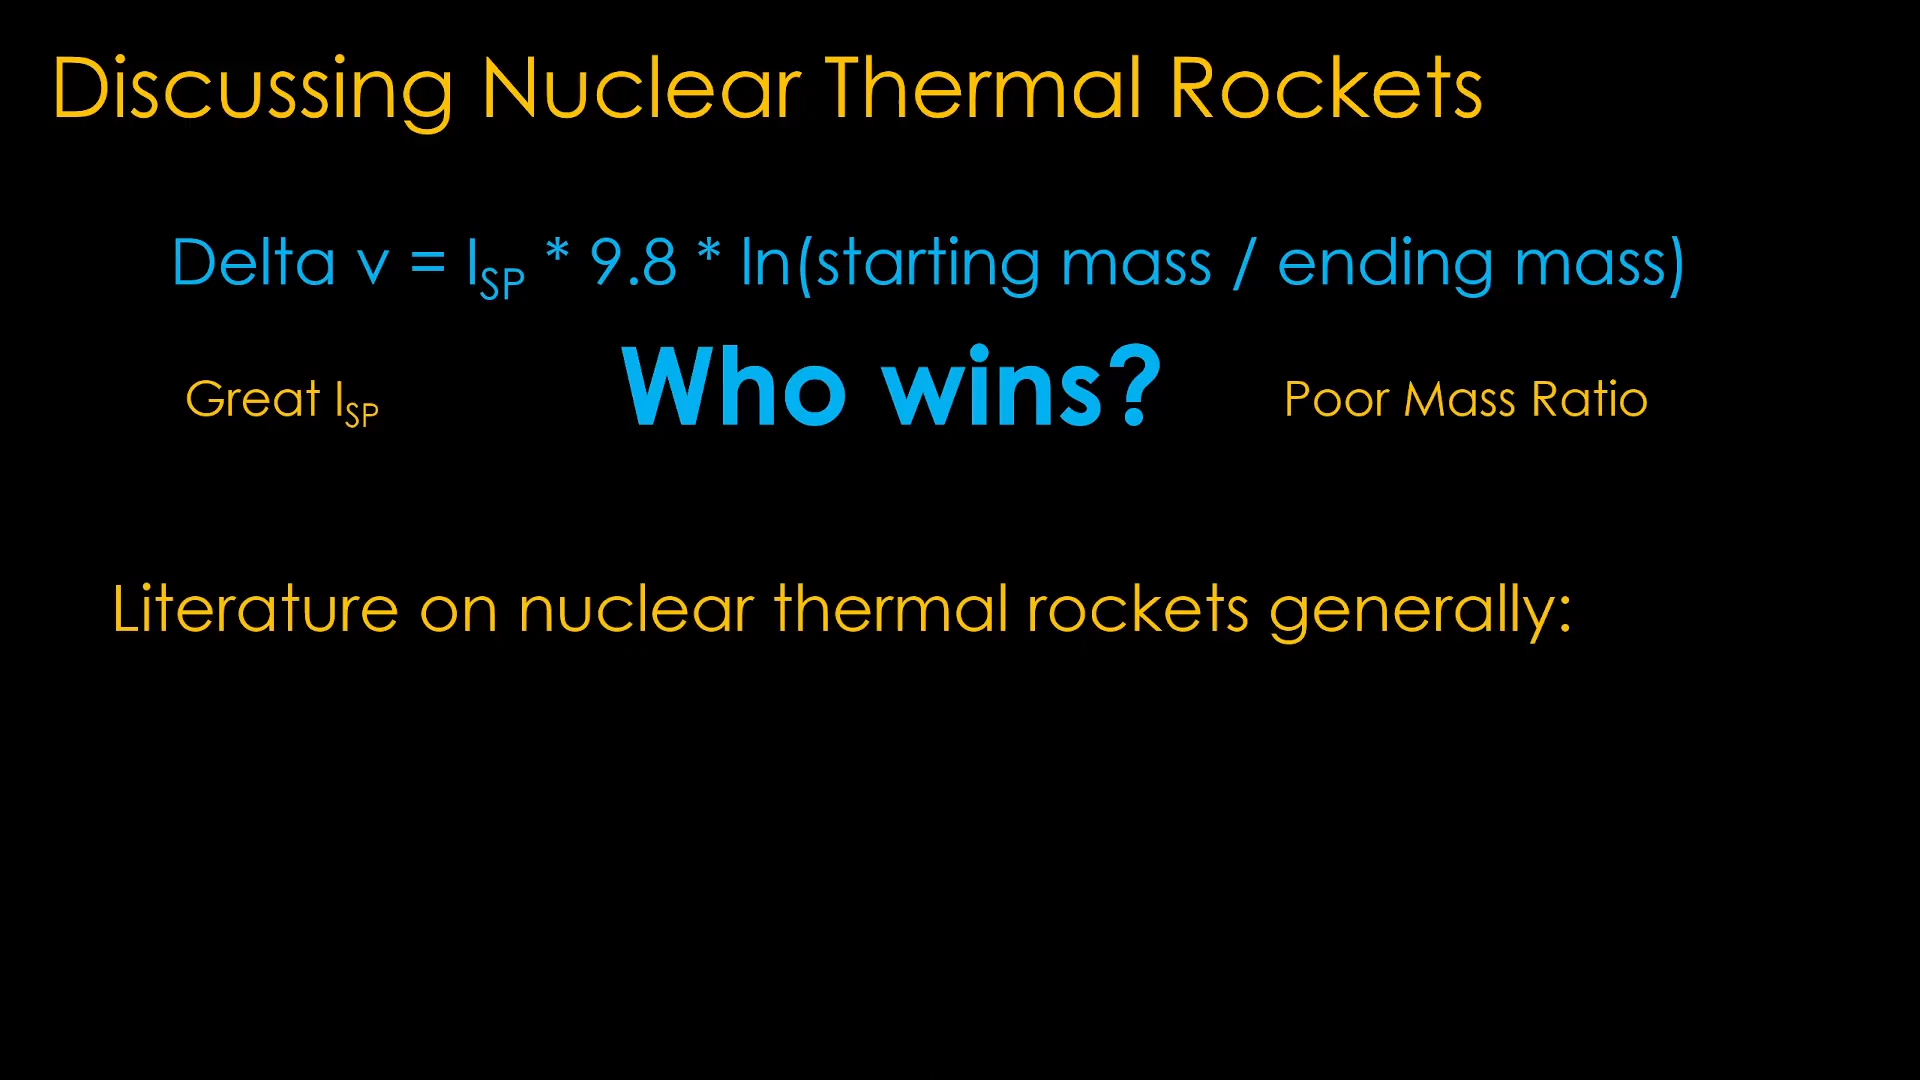 Discussing Nuclear Thermal Rockets
Delta v = ISP * 9.8 * ln(starting mass / ending mass)
Great ISP
Who wins?
Poor Mass Ratio
Literature on nuclear thermal rockets generally: